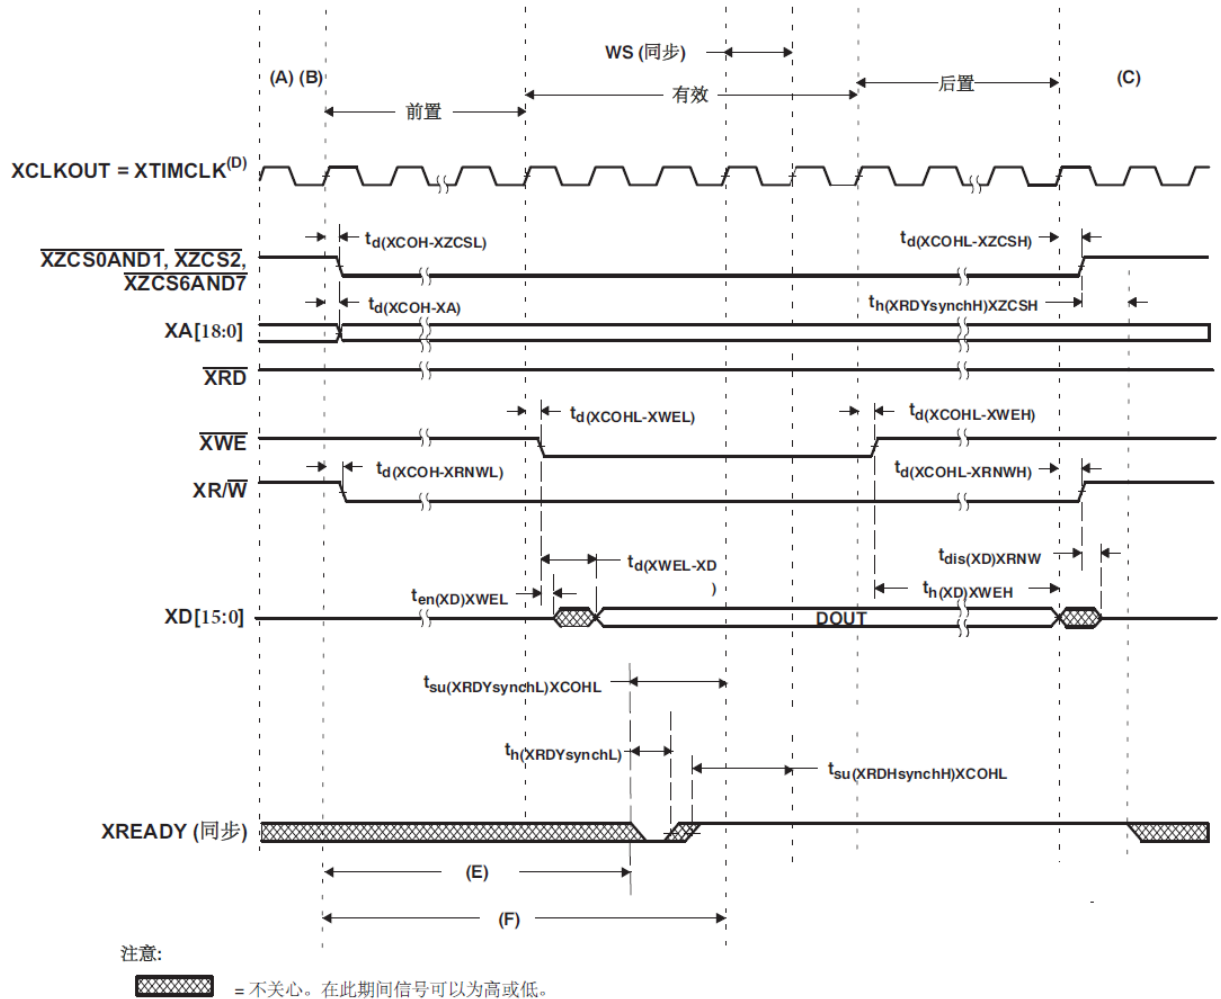 WS (同步)
(A) (B)
(C)
前置
有效
后置
XCLKOUT = XTIMCLK(D)
td(XCOH-XZCSL)
td(XCOHL-XZCSH)
XZCS0AND1, XZCS2,
XZCS6AND7
td(XCOH-XA)
th(XRDYsynchH)XZCSH
XA[18:0]
XRD
td(XCOHL-XWEL)
td(XCOHL-XWEH)
XWE
td(XCOH-XRNWL)
td(XCOHL-XRNWH)
XR/W
td(XWEL-XD
)
tdis(XD)XRNW
ten(XD)XWEL
th(XD)XWEH
XD[15:0]
DOUT
tsu(XRDYsynchL)XCOHL
th(XRDYsynchL)
tsu(XRDHsynchH)XCOHL
XREADY (同步)
(E)
(F)
注意:
= 不关心。在此期间信号可以为高或低。